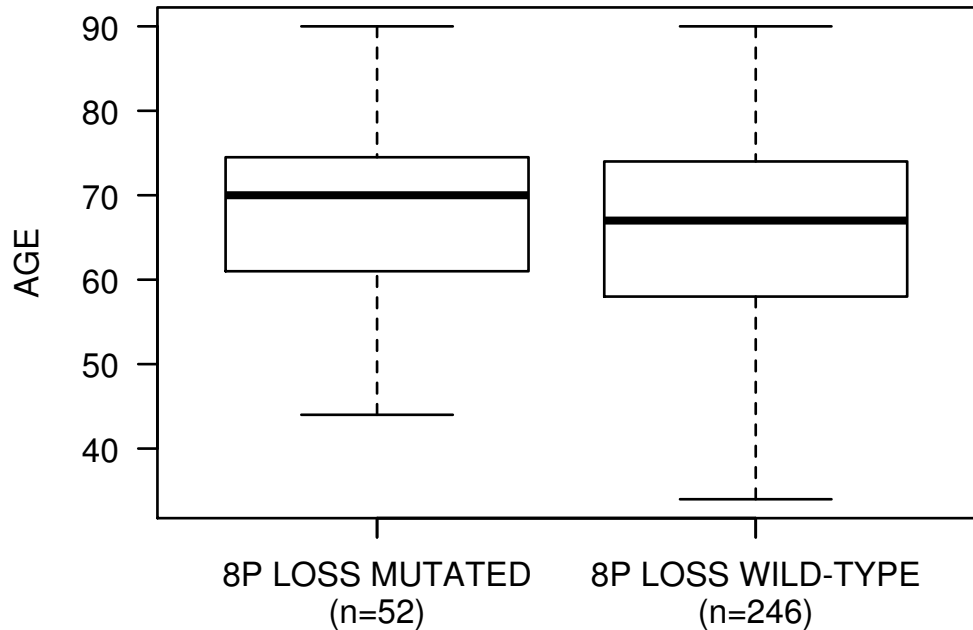 AGE
90
80
70
60
50
40
8P LOSS MUTATED
(n=52)
8P LOSS WILD-TYPE
(n=246)